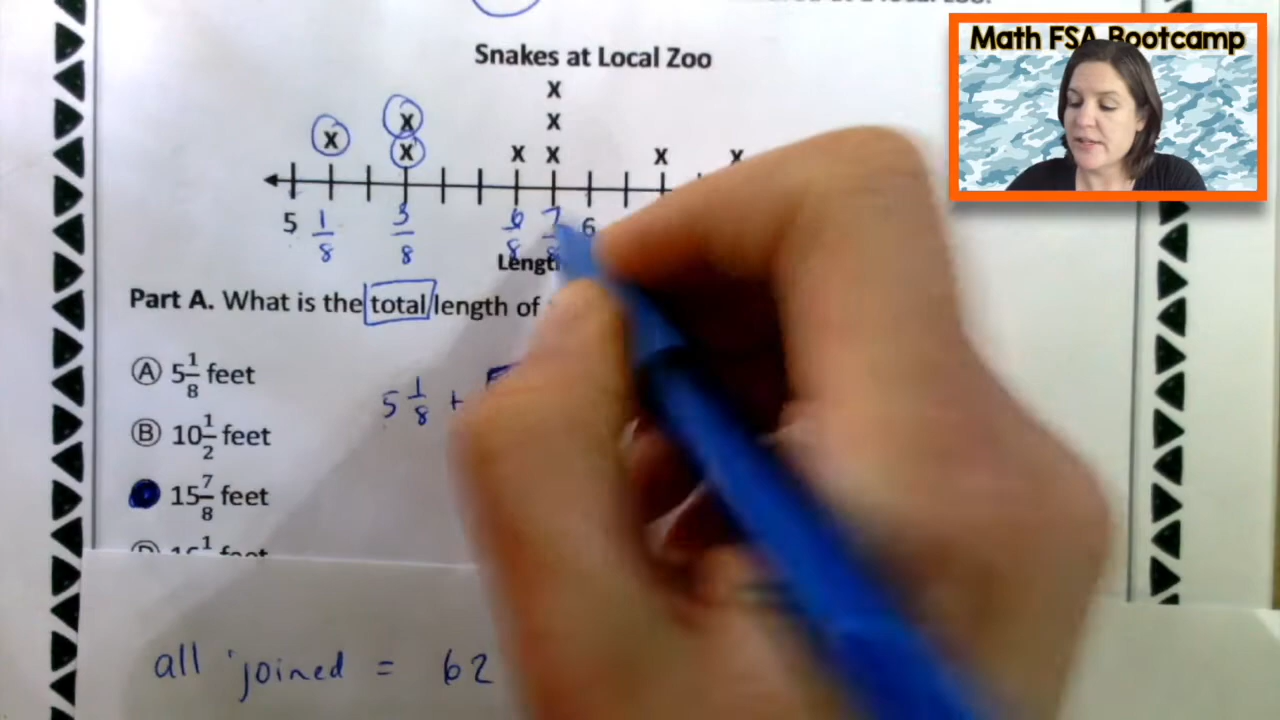 Math FSA Bootcamp
Snakes at Local Zoo
X
X X
X X X X X X
5 1/8 3/8 6/8 7/8 6
Part A. What is the total length of
Ⓐ 5 1/8 feet
5 1/8 +
Ⓑ 10 1/2 feet
15 7/8 feet
all joined = 62